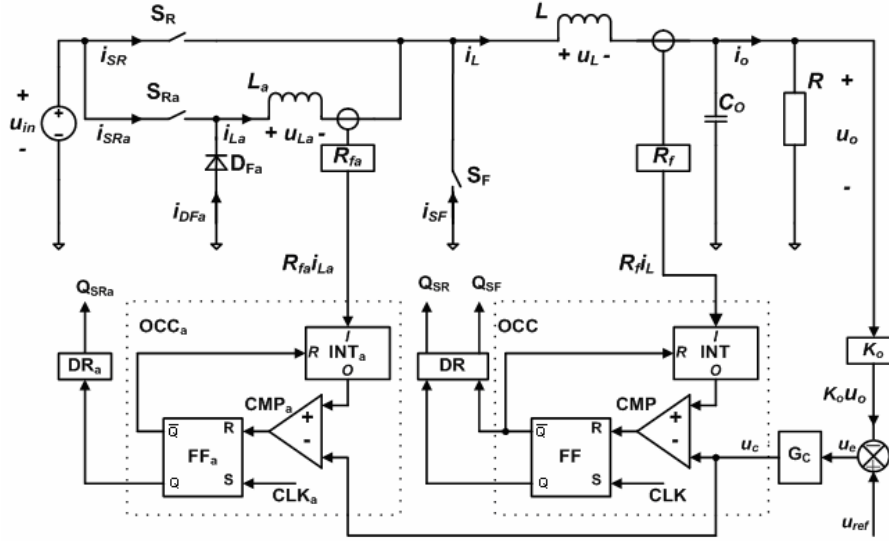 S_R
L
i_SR
i_L
+ u_L -
i_o
S_Ra
L_a
+
u_in
-
+
-
i_SRa
i_La
+ u_La -
C_O
R
+
u_o
-
D_Fa
R_fa
S_F
R_f
i_DFa
i_SF
R_fa i_La
R_f i_L
Q_SRa
Q_SR
Q_SF
OCC_a
OCC
I
R INT_a
O
I
R INT
O
K_o
DR_a
DR
K_o u_o
CMP_a
+
-
CMP
+
-
Q̅ R
FF_a
Q S
Q̅ R
FF
Q S
u_c
G_C
u_e
CLK_a
CLK
u_ref